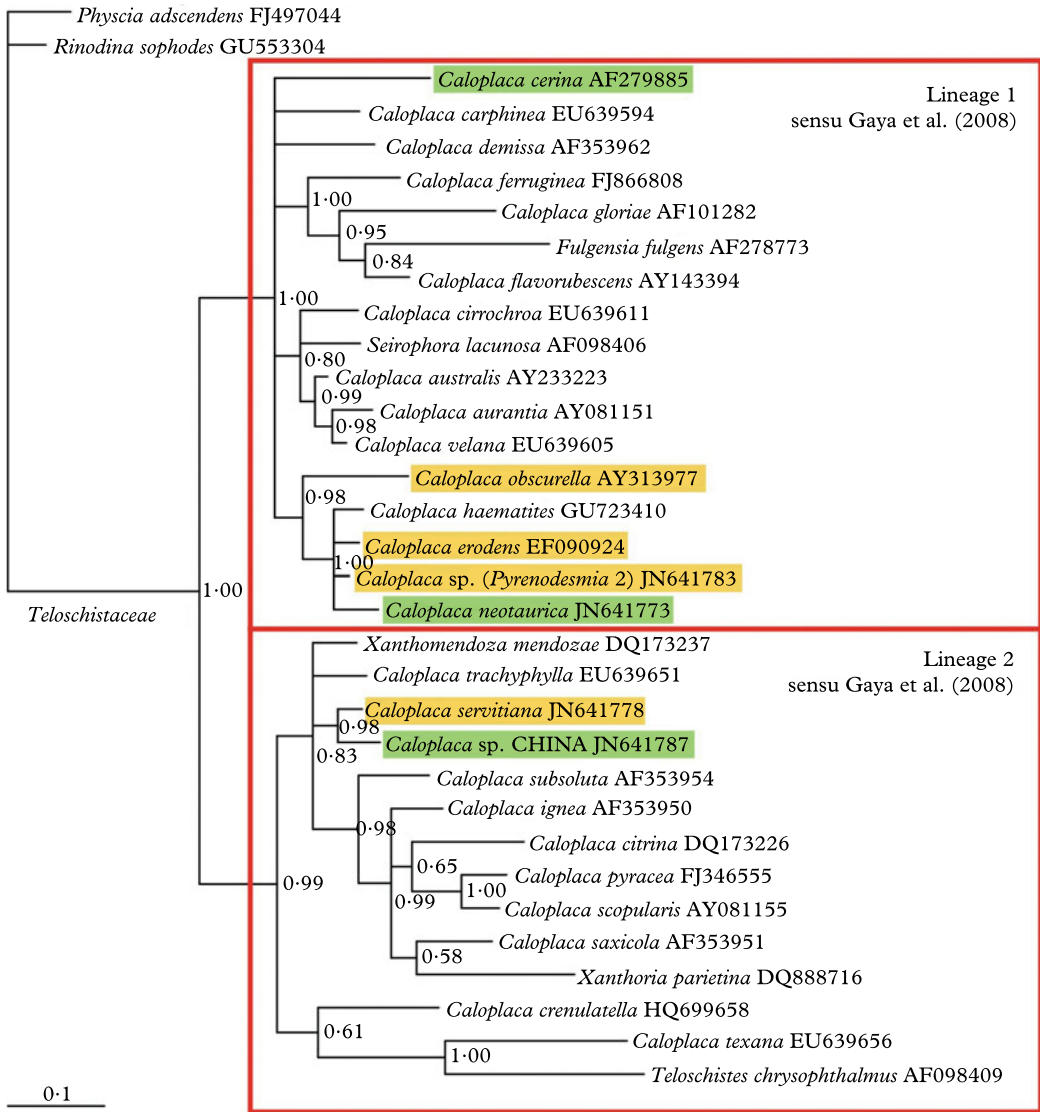 Physcia adscendens FJ497044
Rinodina sophodes GU553304
Caloplaca cerina AF279885
Lineage 1
sensu Gaya et al. (2008)
Caloplaca carphinea EU639594
Caloplaca demissa AF353962
Caloplaca ferruginea FJ866808
1·00
Caloplaca gloriae AF101282
0·95
Fulgensia fulgens AF278773
0·84
Caloplaca flavorubescens AY143394
1·00
Caloplaca cirrochroa EU639611
Seirophora lacunosa AF098406
0·80
Caloplaca australis AY233223
0·99
Caloplaca aurantia AY081151
0·98
Caloplaca velana EU639605
Caloplaca obscurella AY313977
0·98
Caloplaca haematites GU723410
Caloplaca erodens EF090924
1·00
Caloplaca sp. (Pyrenodesmia 2) JN641783
1·00
Caloplaca neotaurica JN641773
Teloschistaceae
Xanthomendoza mendozae DQ173237
Lineage 2
sensu Gaya et al. (2008)
Caloplaca trachyphylla EU639651
Caloplaca servitiana JN641778
0·98
Caloplaca sp. CHINA JN641787
0·83
Caloplaca subsoluta AF353954
Caloplaca ignea AF353950
0·98
Caloplaca citrina DQ173226
0·65
Caloplaca pyracea FJ346555
1·00
0·99
0·99
Caloplaca scopularis AY081155
Caloplaca saxicola AF353951
0·58
Xanthoria parietina DQ888716
Caloplaca crenulatella HQ699658
0·61
Caloplaca texana EU639656
1·00
Teloschistes chrysophthalmus AF098409
0·1